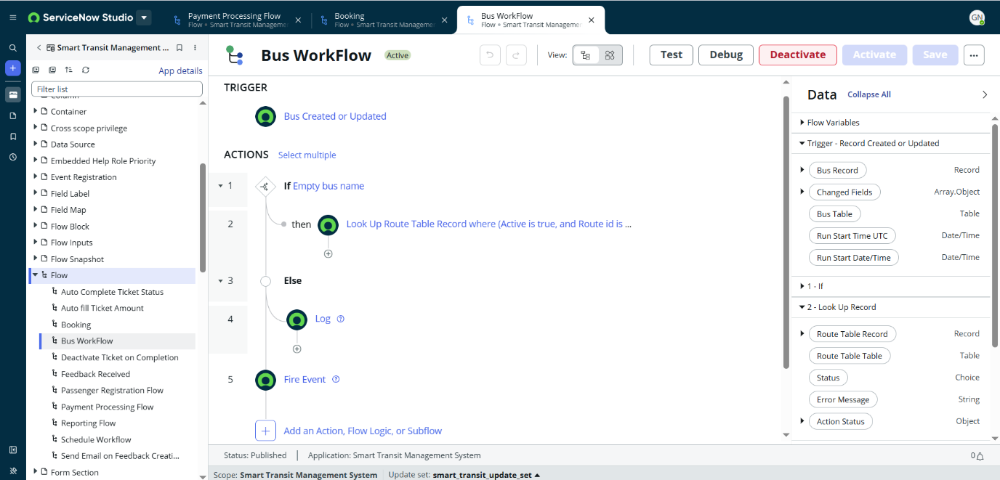 ServiceNow Studio
Payment Processing Flow
Flow • Smart Transit Managemer
Booking
Flow • Smart Transit Managemer
Bus WorkFlow
Flow • Smart Transit Managemer
GN
Smart Transit Management ...
App details
Filter list
Column
Container
Cross scope privilege
Data Source
Embedded Help Role Priority
Event Registration
Field Label
Field Map
Flow Block
Flow Inputs
Flow Snapshot
Flow
Auto Complete Ticket Status
Auto fill Ticket Amount
Booking
Bus WorkFlow
Deactivate Ticket on Completion
Feedback Received
Passenger Registration Flow
Payment Processing Flow
Reporting Flow
Schedule Workflow
Send Email on Feedback Creati...
Form Section
Bus WorkFlow
Active
View:
Test
Debug
Deactivate
Activate
Save
...
TRIGGER
Bus Created or Updated
ACTIONS Select multiple
1 If Empty bus name
2 then Look Up Route Table Record where (Active is true, and Route id is ...
3 Else
4 Log
5 Fire Event
Add an Action, Flow Logic, or Subflow
Data Collapse All
Flow Variables
Trigger - Record Created or Updated
Bus Record Record
Changed Fields Array.Object
Bus Table Table
Run Start Time UTC Date/Time
Run Start Date/Time Date/Time
1 - If
2 - Look Up Record
Route Table Record Record
Route Table Table Table
Status Choice
Error Message String
Action Status Object
Status: Published | Application: Smart Transit Management System
0
Scope: Smart Transit Management System | Update set: smart_transit_update_set